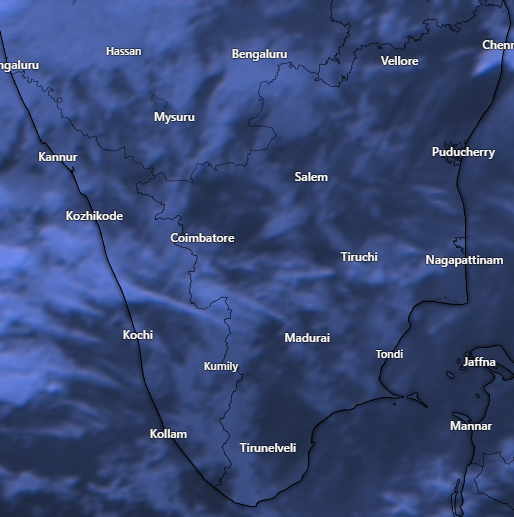 Chenn
Hassan
Bengaluru
Vellore
ngaluru
Mysuru
Puducherry
Kannur
Salem
Kozhikode
Coimbatore
Tiruchi
Nagapattinam
Kochi
Madurai
Tondi
Jaffna
Kumily
Mannar
Kollam
Tirunelveli